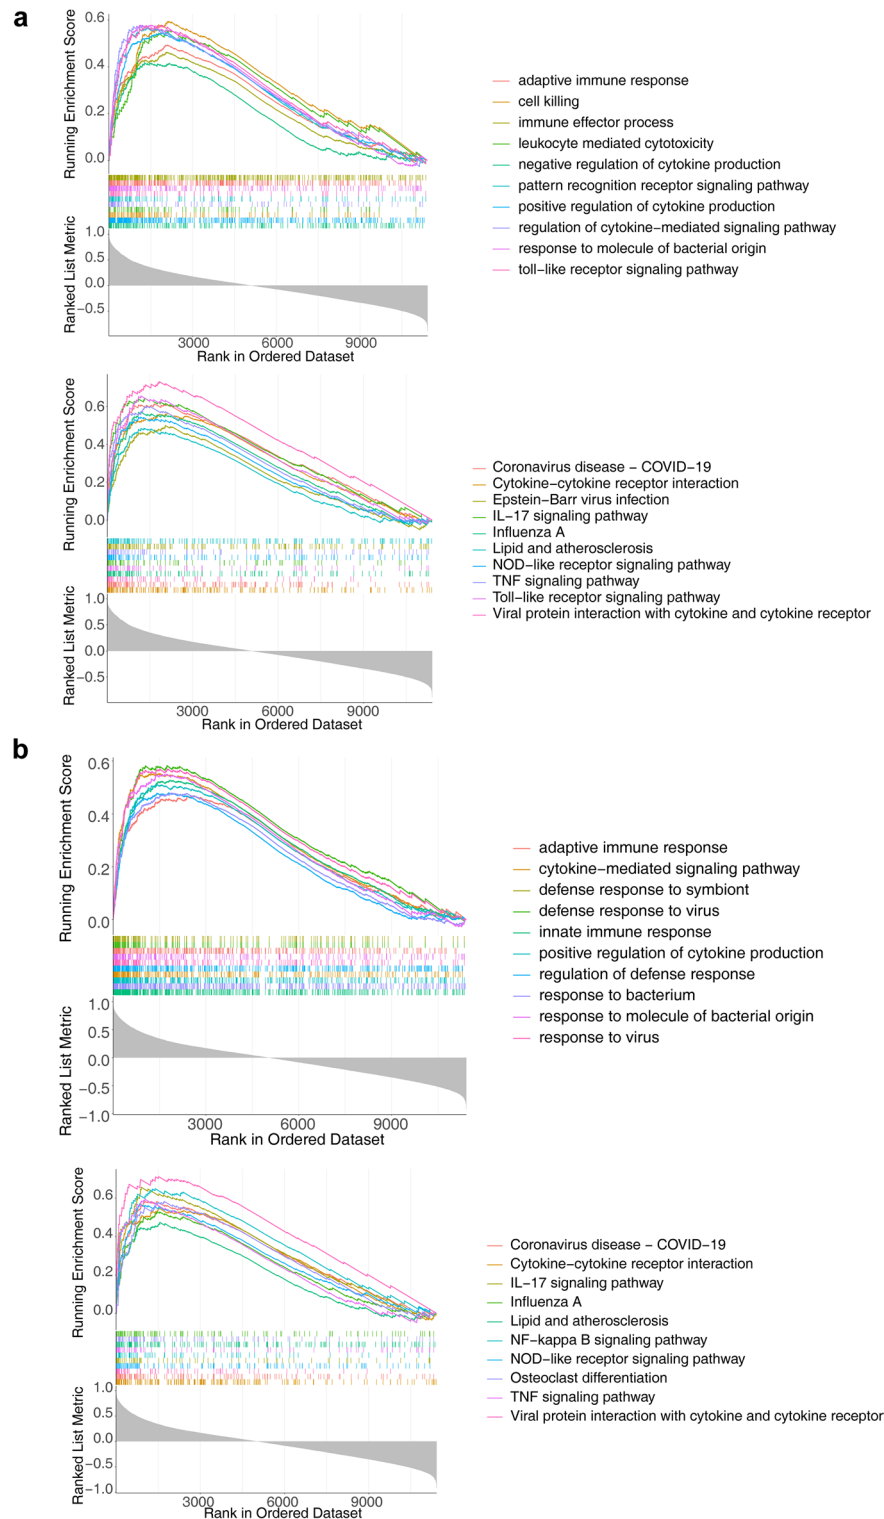 a
Running Enrichment Score
0.6
0.4
0.2
0.0
adaptive immune response
cell killing
immune effector process
leukocyte mediated cytotoxicity
negative regulation of cytokine production
pattern recognition receptor signaling pathway
positive regulation of cytokine production
regulation of cytokine−mediated signaling pathway
response to molecule of bacterial origin
toll−like receptor signaling pathway
Ranked List Metric
1.0
0.5
0.0
−0.5
3000
6000
9000
Rank in Ordered Dataset
Running Enrichment Score
0.6
0.4
0.2
0.0
Coronavirus disease − COVID−19
Cytokine−cytokine receptor interaction
Epstein−Barr virus infection
IL−17 signaling pathway
Influenza A
Lipid and atherosclerosis
NOD−like receptor signaling pathway
TNF signaling pathway
Toll−like receptor signaling pathway
Viral protein interaction with cytokine and cytokine receptor
Ranked List Metric
1.0
0.5
0.0
−0.5
3000
6000
9000
Rank in Ordered Dataset
b
Running Enrichment Score
0.6
0.4
0.2
0.0
adaptive immune response
cytokine−mediated signaling pathway
defense response to symbiont
defense response to virus
innate immune response
positive regulation of cytokine production
regulation of defense response
response to bacterium
response to molecule of bacterial origin
response to virus
Ranked List Metric
1.0
0.5
0.0
−0.5
−1.0
3000
6000
9000
Rank in Ordered Dataset
Running Enrichment Score
0.6
0.4
0.2
0.0
Coronavirus disease − COVID−19
Cytokine−cytokine receptor interaction
IL−17 signaling pathway
Influenza A
Lipid and atherosclerosis
NF−kappa B signaling pathway
NOD−like receptor signaling pathway
Osteoclast differentiation
TNF signaling pathway
Viral protein interaction with cytokine and cytokine receptor
Ranked List Metric
1.0
0.5
0.0
−0.5
−1.0
3000
6000
9000
Rank in Ordered Dataset